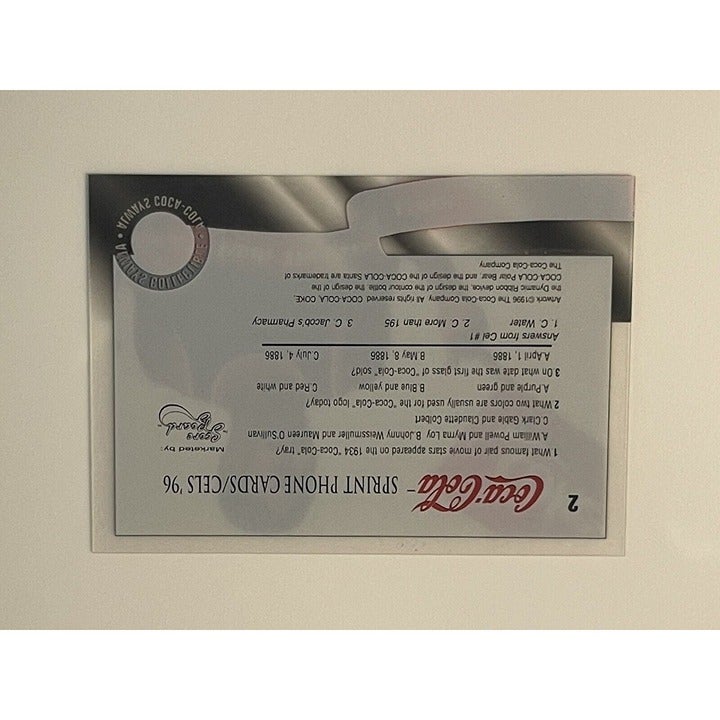 2 Coca-Cola™ SPRINT PHONE CARDS/CELS '96
1 What famous pair of movie stars appeared on the 1934 "Coca-Cola" tray?
A.William Powell and Myrna Loy B.Johnny Weissmuller and Maureen O'Sullivan
C.Clark Gable and Claudette Colbert
2 What two colors are usually used for the "Coca-Cola" logo today?
A.Purple and green B.Blue and yellow C.Red and white
3 On what date was the first glass of "Coca-Cola" sold?
A.April 1, 1886 B.May 8, 1886 C.July 4, 1886
Marketed by:
Score Board™
Answers from Cel #1
1. C. Water 2. C. More than 195 3. C. Jacob's Pharmacy
Artwork ©1996 The Coca-Cola Company. All rights reserved. COCA-COLA, COKE,
the Dynamic Ribbon device, the design of the contour bottle, the design of the
COCA-COLA Polar Bear, and the design of the COCA-COLA Santa are trademarks of
The Coca-Cola Company
ALWAYS COLLECTIBLE • ALWAYS COCA-COLA •